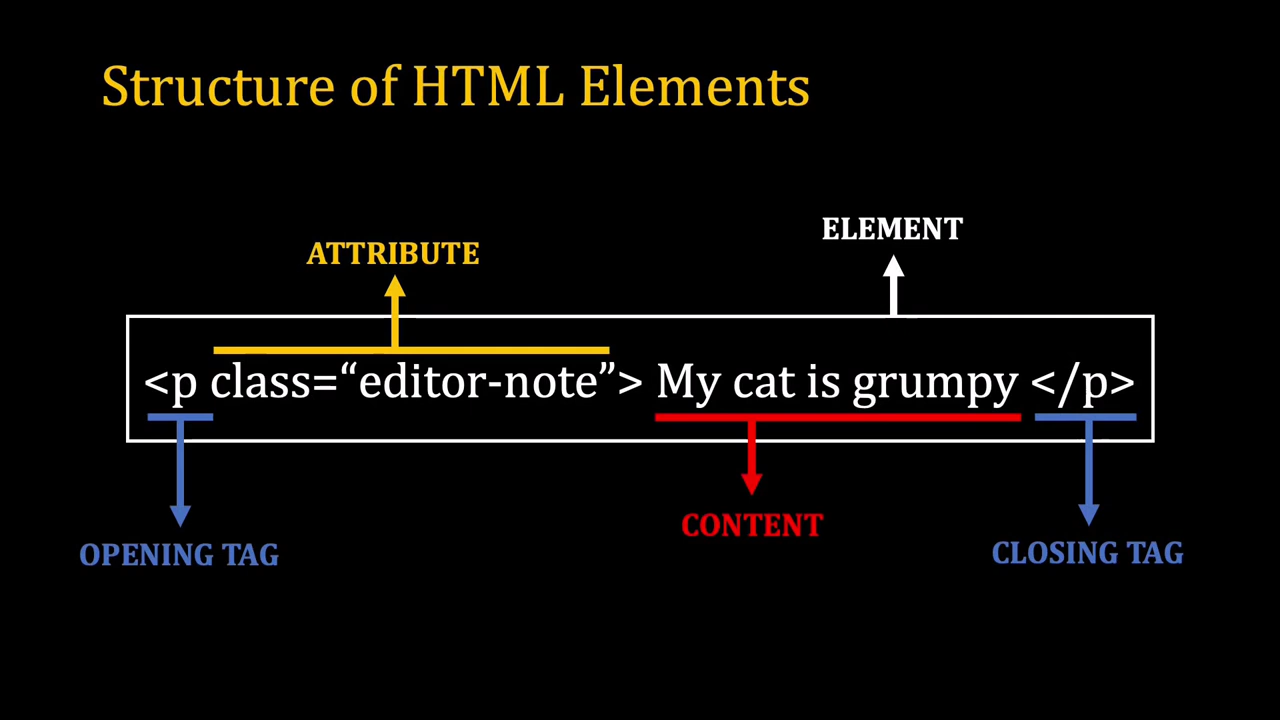 Structure of HTML Elements
ELEMENT
ATTRIBUTE
<p class=“editor-note”> My cat is grumpy </p>
CONTENT
OPENING TAG
CLOSING TAG